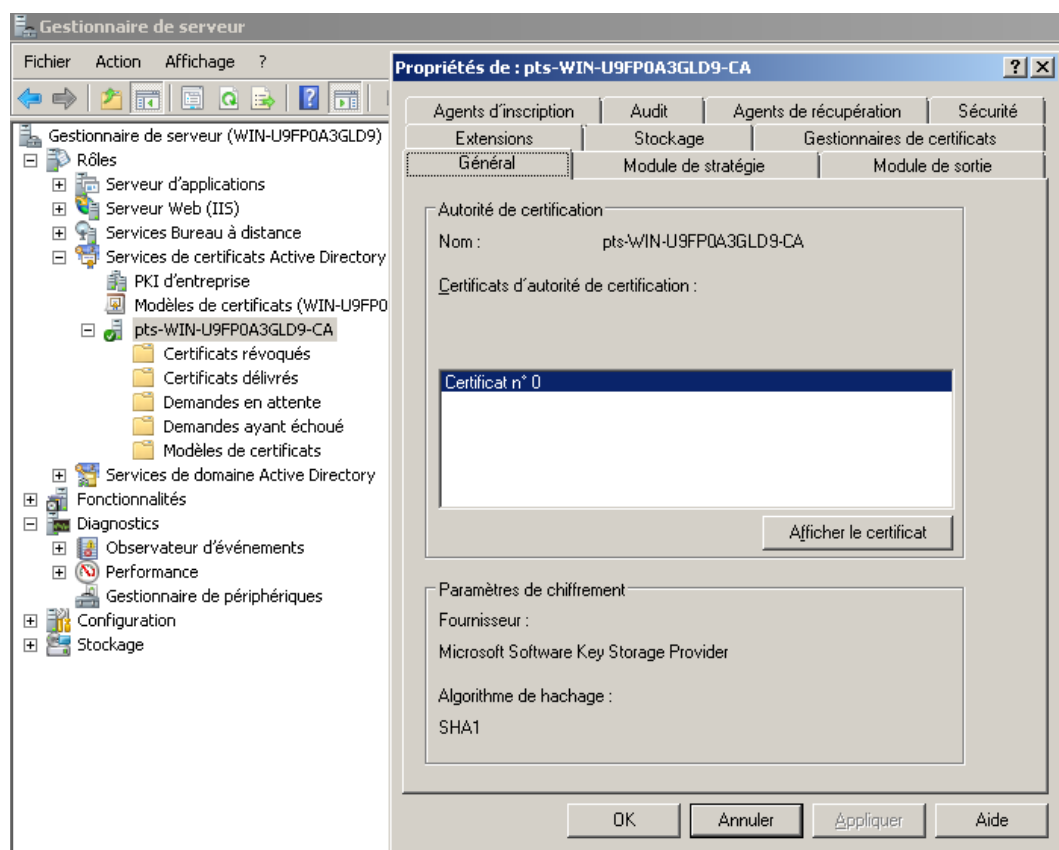 Gestionnaire de serveur
Fichier Action Affichage ?
Gestionnaire de serveur (WIN-U9FP0A3GLD9)
Rôles
Serveur d'applications
Serveur Web (IIS)
Services Bureau à distance
Services de certificats Active Directory
PKI d'entreprise
Modèles de certificats (WIN-U9FP0
pts-WIN-U9FP0A3GLD9-CA
Certificats révoqués
Certificats délivrés
Demandes en attente
Demandes ayant échoué
Modèles de certificats
Services de domaine Active Directory
Fonctionnalités
Diagnostics
Observateur d'événements
Performance
Gestionnaire de périphériques
Configuration
Stockage
Propriétés de : pts-WIN-U9FP0A3GLD9-CA
Agents d'inscription Audit Agents de récupération Sécurité
Extensions Stockage Gestionnaires de certificats
Général Module de stratégie Module de sortie
Autorité de certification
Nom : pts-WIN-U9FP0A3GLD9-CA
Certificats d'autorité de certification :
Certificat n° 0
Afficher le certificat
Paramètres de chiffrement
Fournisseur :
Microsoft Software Key Storage Provider
Algorithme de hachage :
SHA1
OK Annuler Appliquer Aide